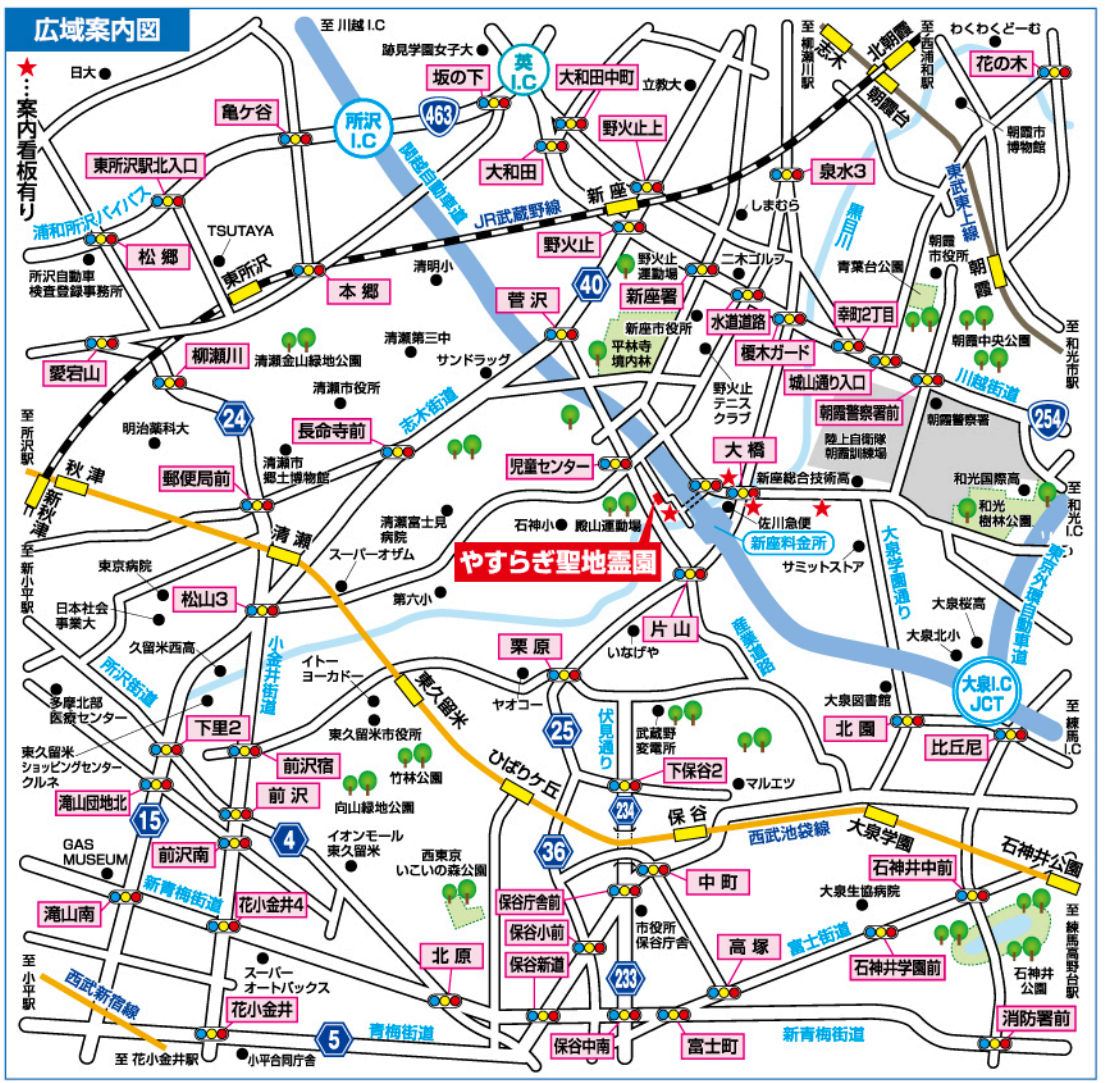 広域案内図
★…案内看板有り
至 川越 I.C
日大
跡見学園女子大
英
I.C
大和田中町
坂の下
立教大
至 柳瀬川駅
志木
北朝霞
朝霞台
至 西浦和駅
わくわくどーむ
花の木
亀ケ谷
所沢
I.C
463
野火止上
大和田
朝霞市
博物館
東所沢駅北入口
関越自動車道
泉水3
東武東上線
浦和所沢バイパス
新座
JR武蔵野線
しまむら
黒目川
TSUTAYA
松郷
野火止
朝霞
市役所
所沢自動車
検査登録事務所
東所沢
清明小
40
野火止
運動場
二木ゴルフ
青葉台公園
朝霞
本郷
菅沢
新座署
水道道路
幸町2丁目
清瀬第三中
新座市役所
平林寺
境内林
榎木ガード
朝霞中央公園
至 和光市駅
愛宕山
柳瀬川
清瀬金山緑地公園
サンドラッグ
城山通り入口
川越街道
清瀬市役所
野火止
テニス
クラブ
朝霞警察署前
朝霞警察署
254
至 所沢駅
24
志木街道
明治薬科大
長命寺前
大橋
陸上自衛隊
朝霞訓練場
秋津
清瀬市
郷土博物館
児童センター
新座総合技術高
和光国際高
新秋津
郵便局前
和光
樹林公園
至 和光 I.C
清瀬富士見
病院
石神小
殿山運動場
佐川急便
清瀬
新座料金所
スーパーオザム
やすらぎ聖地霊園
サミットストア
大泉学園通り
東京外環自動車道
至 新小平駅
東京病院
松山3
第六小
片山
日本社会
事業大
大泉桜高
久留米西高
小金井街道
栗原
いなげや
産業道路
大泉北小
所沢街道
イトー
ヨーカドー
東久留米
ヤオコー
大泉I.C
JCT
多摩北部
医療センター
大泉図書館
至 練馬 I.C
下里2
東久留米市役所
25
伏見通り
武蔵野
変電所
北園
比丘尼
東久留米
ショッピングセンター
クルネ
前沢宿
竹林公園
ひばりケ丘
下保谷2
マルエツ
滝山団地北
前沢
向山緑地公園
234
保谷
15
4
西武池袋線
大泉学園
GAS
MUSEUM
前沢南
イオンモール
東久留米
36
石神井公園
新青梅街道
西東京
いこいの森公園
中町
石神井中前
滝山南
花小金井4
保谷庁舎前
大泉生協病院
保谷小前
市役所
保谷庁舎
富士街道
至 練馬高野台駅
至 小平駅
北原
保谷新道
高塚
石神井学園前
西武新宿線
スーパー
オートバックス
233
石神井
公園
花小金井
青梅街道
新青梅街道
消防署前
5
保谷中南
富士町
至 花小金井駅
小平合同庁舎